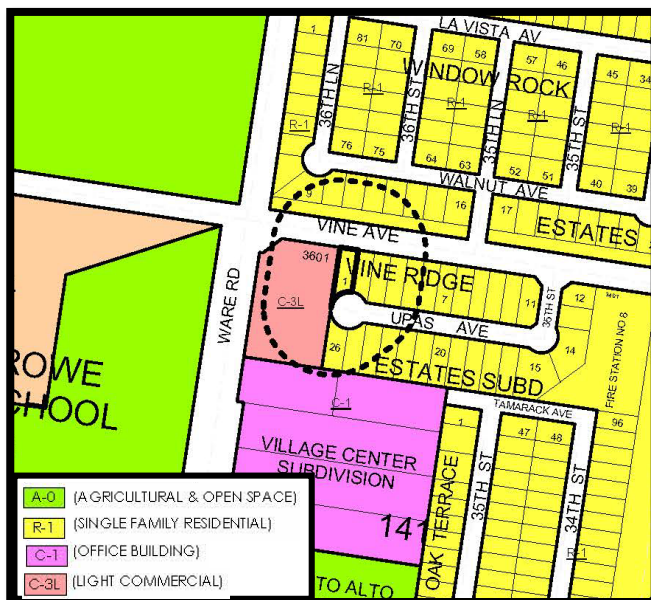 LA VISTA AV
1
81
70
69
58
57
46
45
34
WINDOW ROCK
36TH LN
36TH ST
35TH LN
35TH ST
R-1
R-1
R-1
R-1
R-1
76
75
64
63
52
51
40
39
WALNUT AVE
9
16
17
ESTATES
VINE AVE
3601
VINE RIDGE
1
7
11
12
35TH ST
C-3L
WARE RD
UPAS AVE
26
20
15
14
FIRE STATION NO 6
ESTATES SUBD
ROWE
CHOOL
C-1
TAMARACK AVE
1
47
48
96
VILLAGE CENTER
SUBDIVISION
141
OAK TERRACE
35TH ST
34TH ST
R-1
TO ALTO
A-0 (AGRICULTURAL & OPEN SPACE)
R-1 (SINGLE FAMILY RESIDENTIAL)
C-1 (OFFICE BUILDING)
C-3L (LIGHT COMMERCIAL)